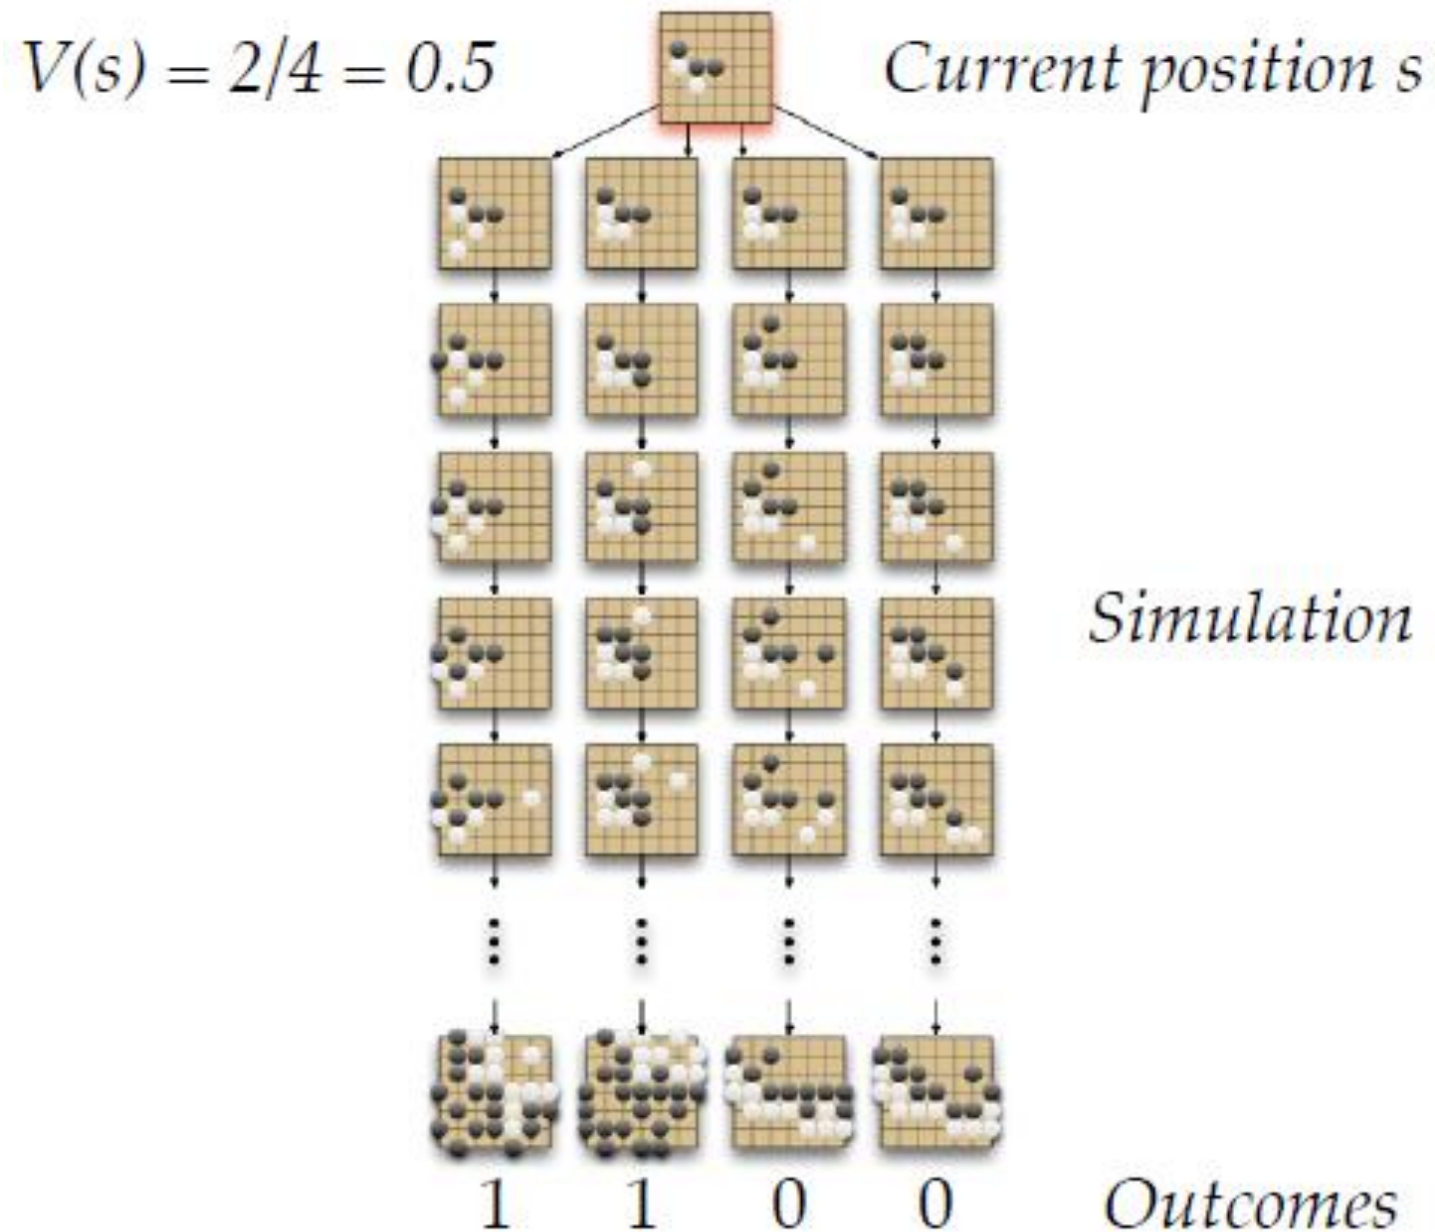 V(s) = 2/4 = 0.5
Current position s
Simulation
1 1 0 0 Outcomes